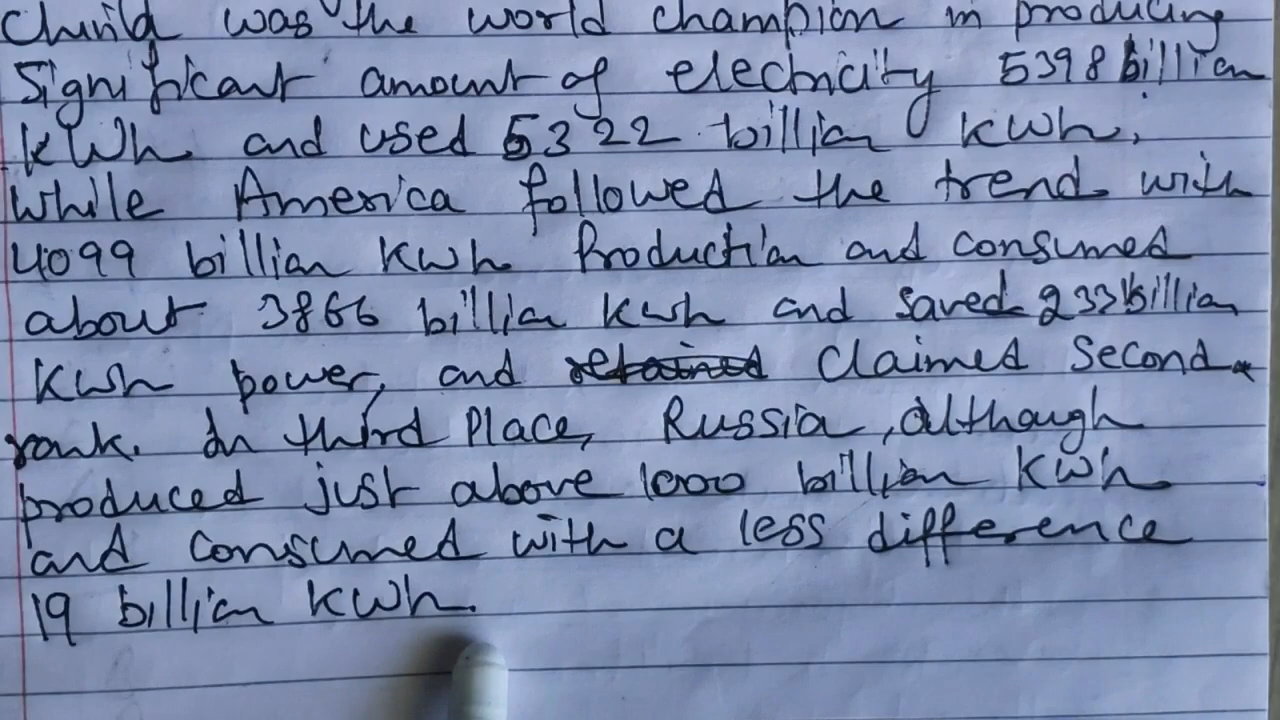 China was the world champion in producing
Significant amount of electricity 5398 billion
kWh and used 5322 billion kwh,
While America followed the trend with
4099 billion kwh Production and consumed
about 3866 billion kwh and saved 233 billion
kwh power, and retained claimed second
rank. In third Place, Russia, although
produced just above 1000 billion kwh
and consumed with a less difference
19 billion kwh.